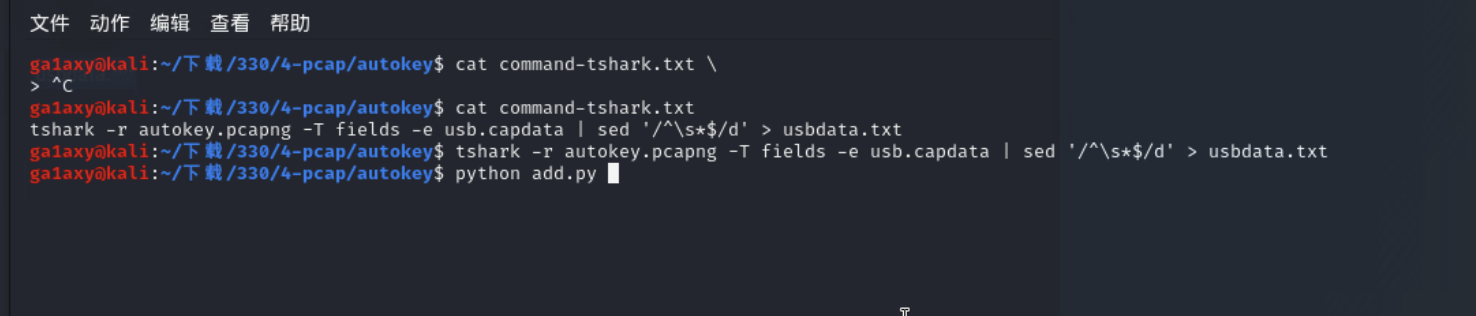 文件 动作 编辑 查看 帮助
ga1axy@kali:~/下载/330/4-pcap/autokey$ cat command-tshark.txt \
> ^C
ga1axy@kali:~/下载/330/4-pcap/autokey$ cat command-tshark.txt
tshark -r autokey.pcapng -T fields -e usb.capdata | sed '/^\s*$/d' > usbdata.txt
ga1axy@kali:~/下载/330/4-pcap/autokey$ tshark -r autokey.pcapng -T fields -e usb.capdata | sed '/^\s*$/d' > usbdata.txt
ga1axy@kali:~/下载/330/4-pcap/autokey$ python add.py